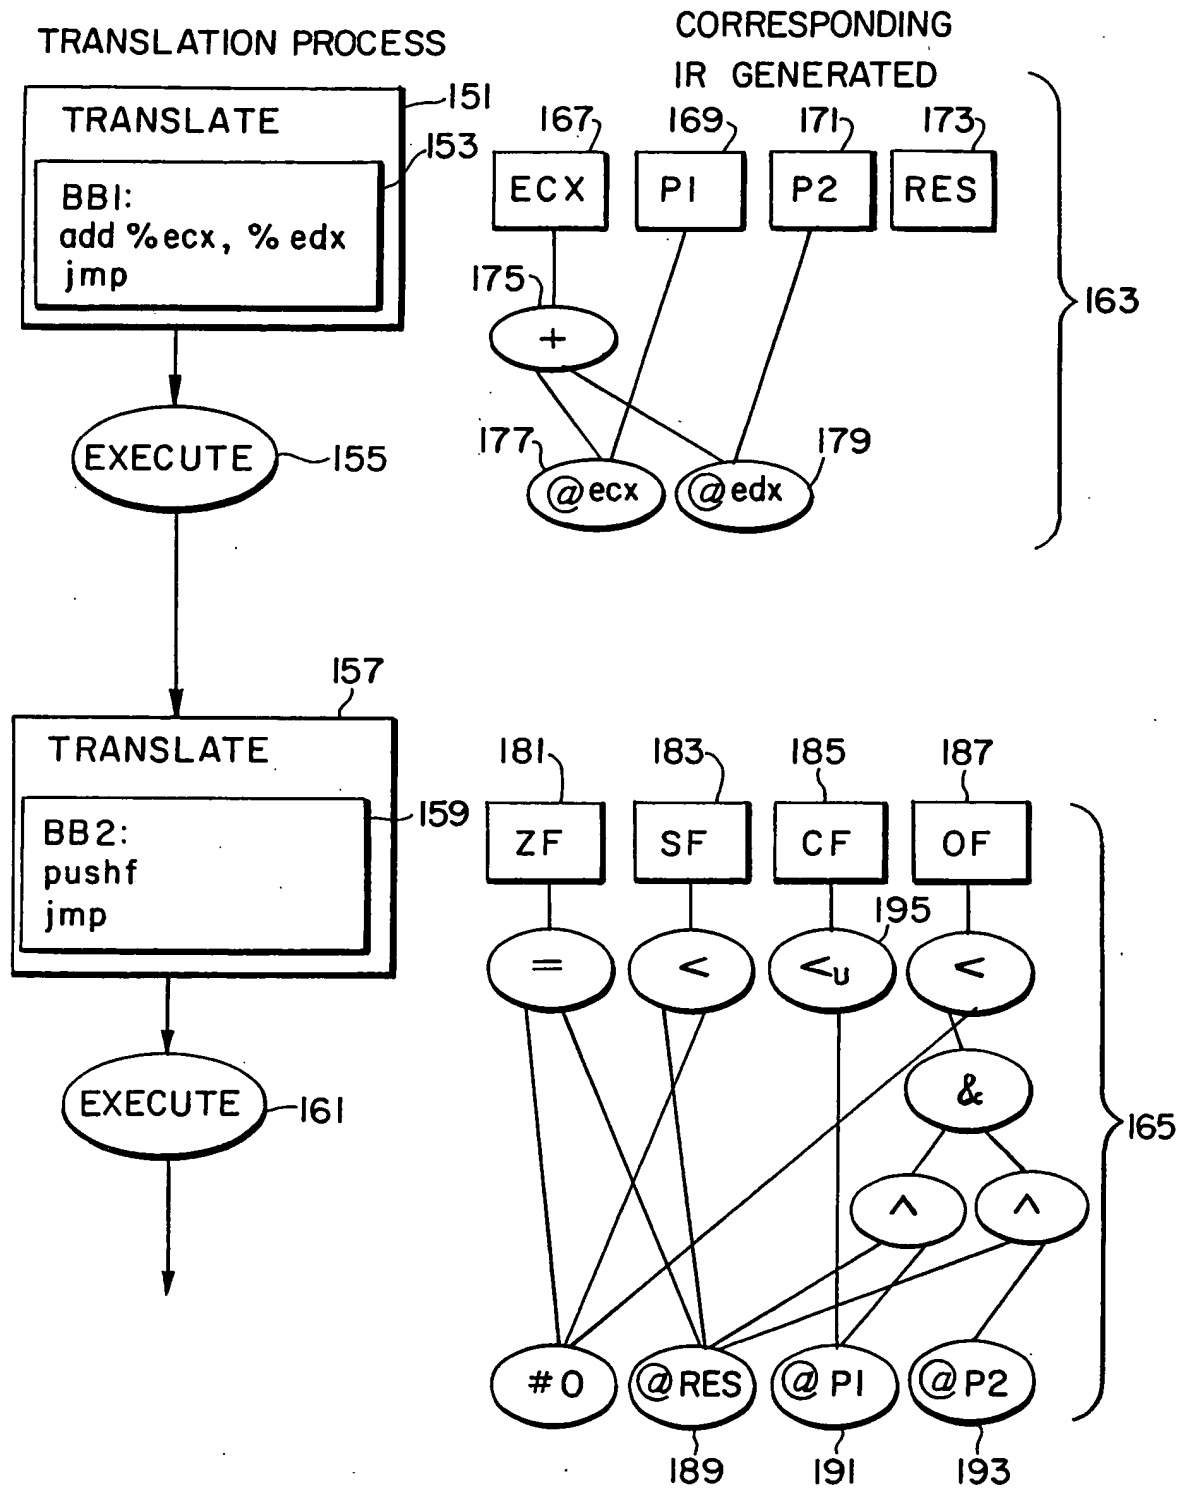 TRANSLATION PROCESS
CORRESPONDING
IR GENERATED
151
TRANSLATE
153
BB1:
add %ecx, % edx
jmp
167 169 171 173
ECX P1 P2 RES
163
175
+
155
EXECUTE
177 179
@ecx @edx
157
TRANSLATE
159
BB2:
pushf
jmp
181 183 185 187
ZF SF CF OF
195
= < <u <
&
161
EXECUTE
165
^ ^
#0 @RES @P1 @P2
189 191 193